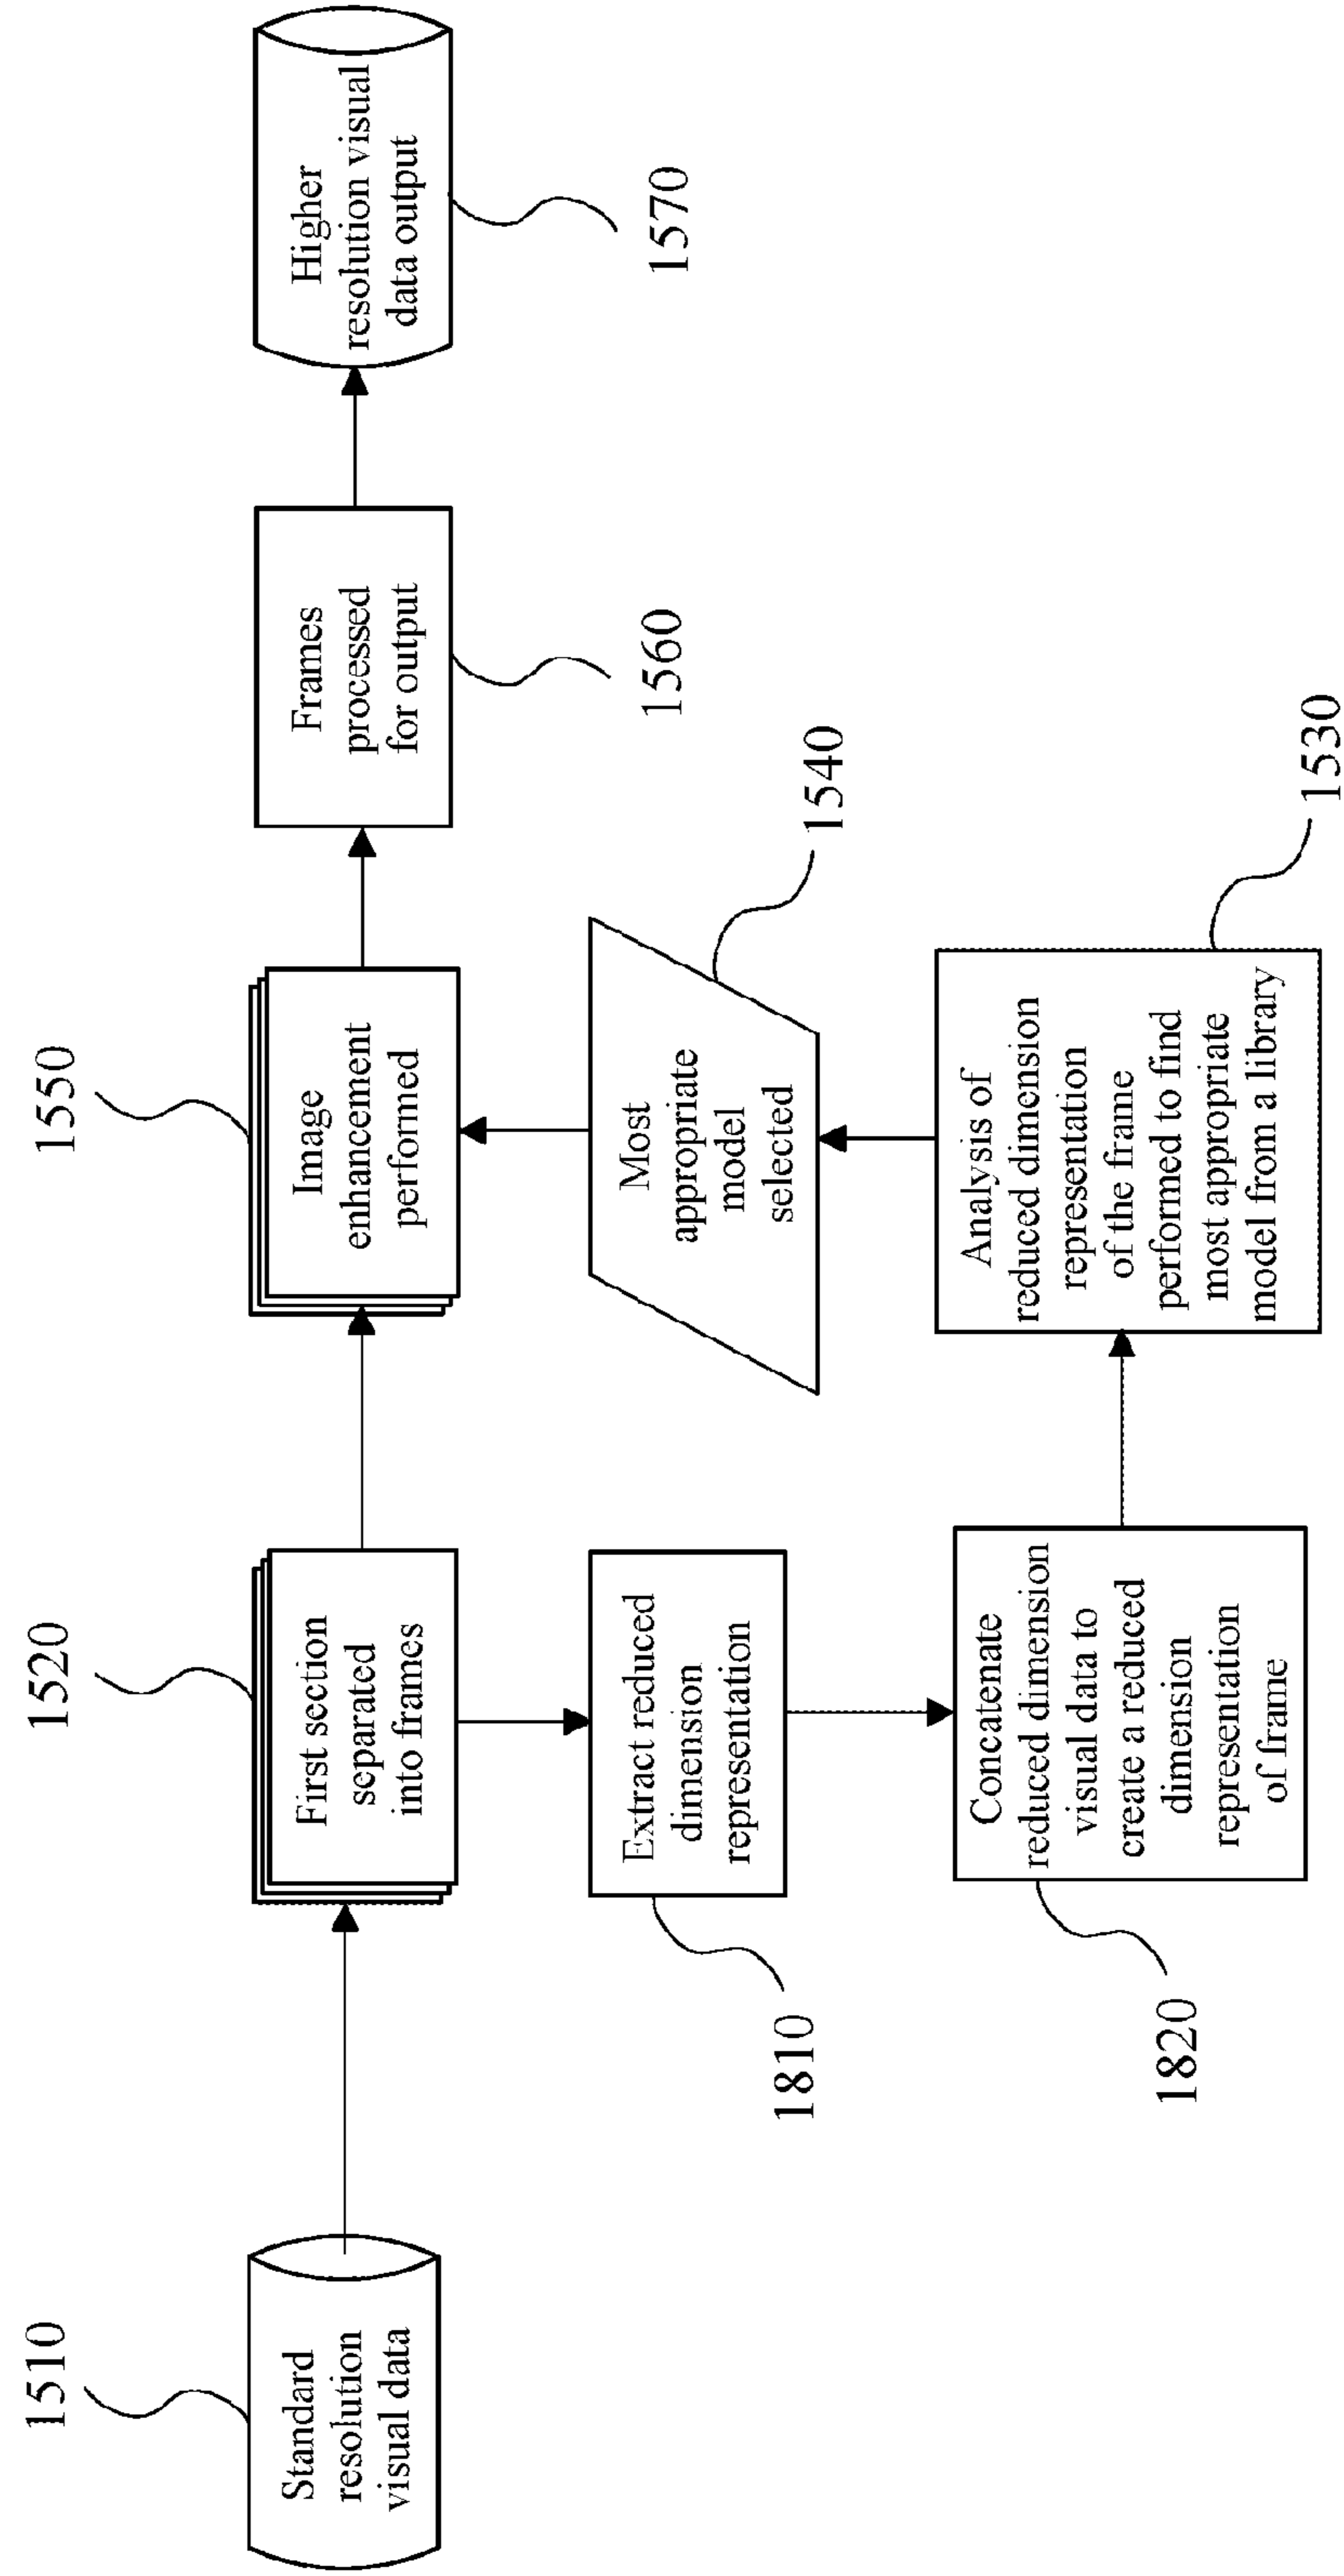 1510
Standard
resolution
visual data
1520
First section
separated
into frames
1550
Image
enhancement
performed
Frames
processed
for output
1560
Higher
resolution visual
data output
1570
Extract reduced
dimension
representation
1810
Most
appropriate
model
selected
1540
Concatenate
reduced dimension
visual data to
create a reduced
dimension
representation
of frame
1820
Analysis of
reduced dimension
representation
of the frame
performed to find
most appropriate
model from a library
1530